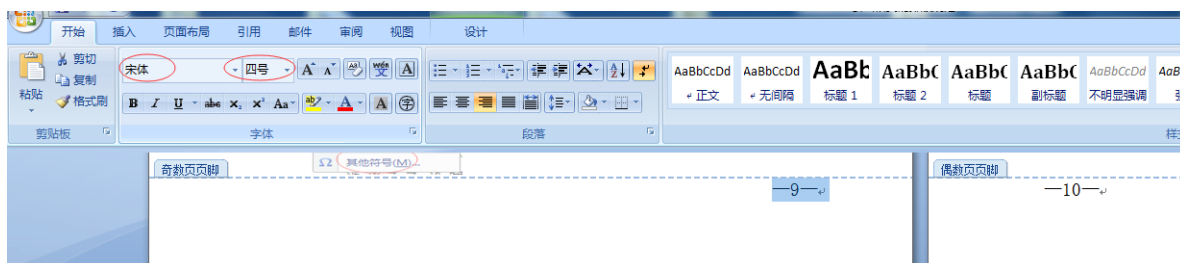 开始 插入 页面布局 引用 邮件 审阅 视图 设计
剪切
复制
粘贴 格式刷
宋体 四号
AaBbCcDd AaBbCcDd AaBb AaBb( AaBb( AaBb( AaBbCcDd
正文 无间隔 标题 1 标题 2 标题 副标题 不明显强调
剪贴板 字体 段落
Ω 其他符号(M)...
奇数页页脚 偶数页页脚
—9— —10—